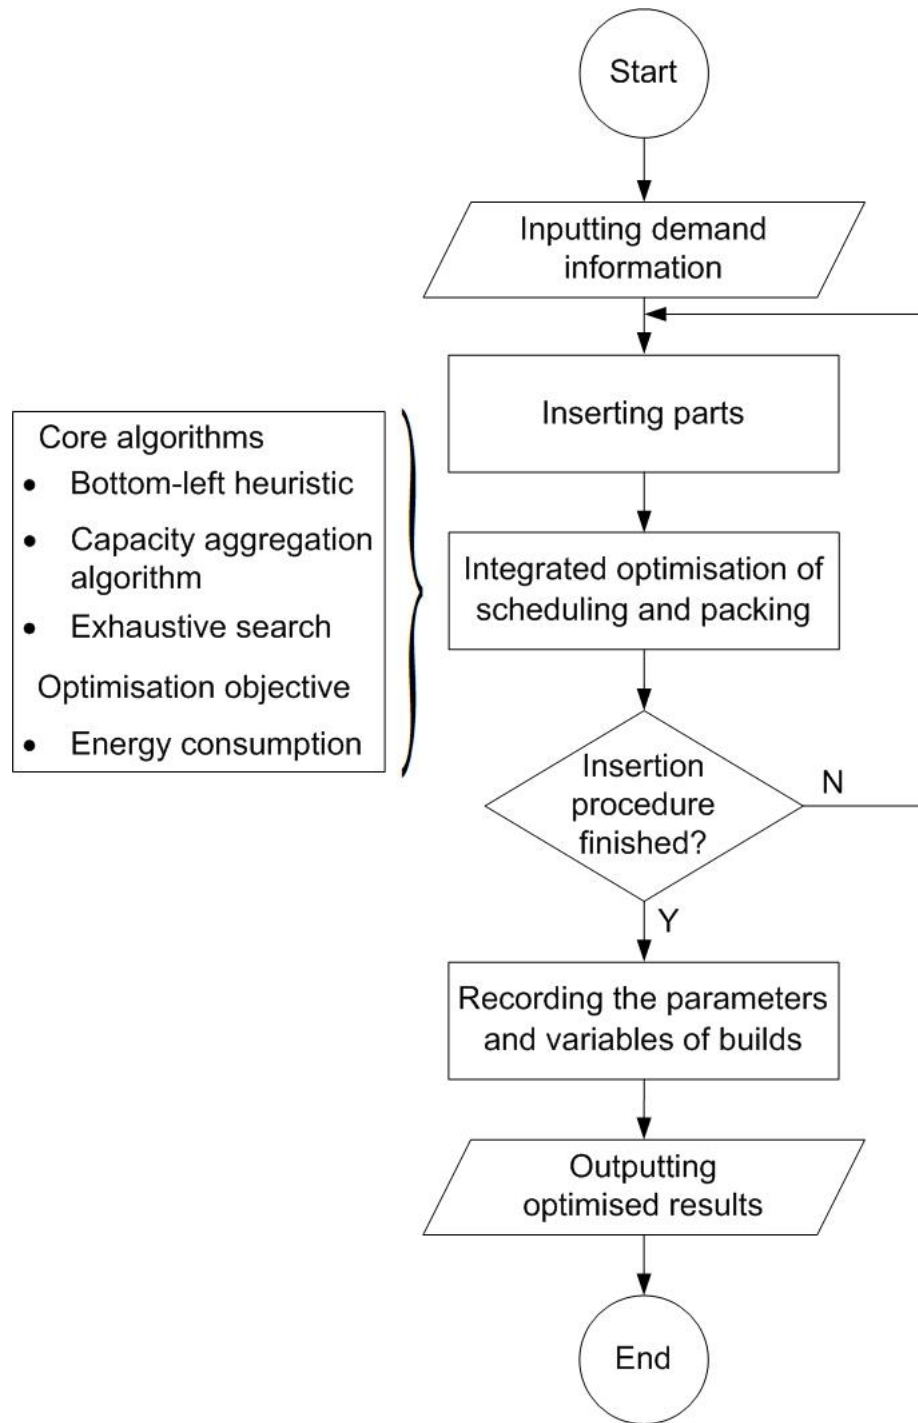 Start
Inputting demand
information
Inserting parts
Core algorithms
• Bottom-left heuristic
• Capacity aggregation
algorithm
• Exhaustive search
Optimisation objective
• Energy consumption
Integrated optimisation of
scheduling and packing
Insertion
procedure
finished?
N
Y
Recording the parameters
and variables of builds
Outputting
optimised results
End